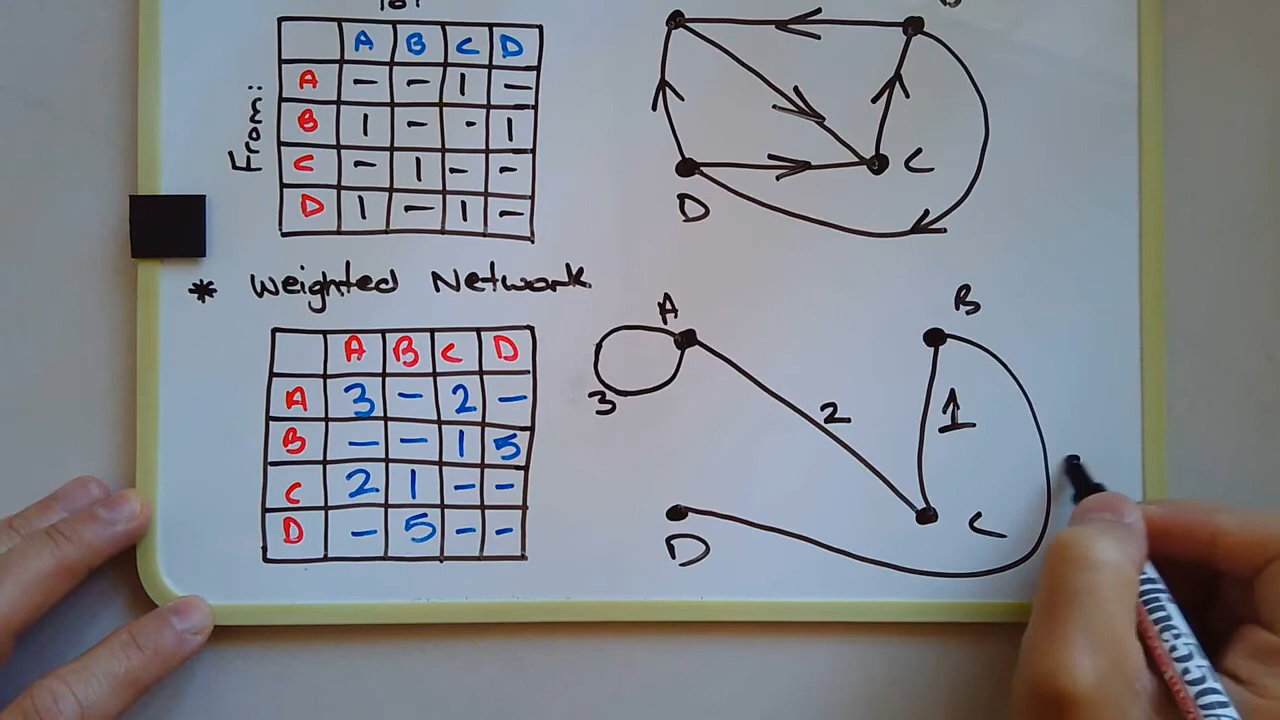 To:
A B C D
From:
A – – 1 –
B 1 – - 1
C – 1 – –
D 1 – 1 –
C
D
* Weighted Network
A B C D
A 3 – 2 –
B – – 1 5
C 2 1 – –
D – 5 – –
A
B
3
2
1
C
D